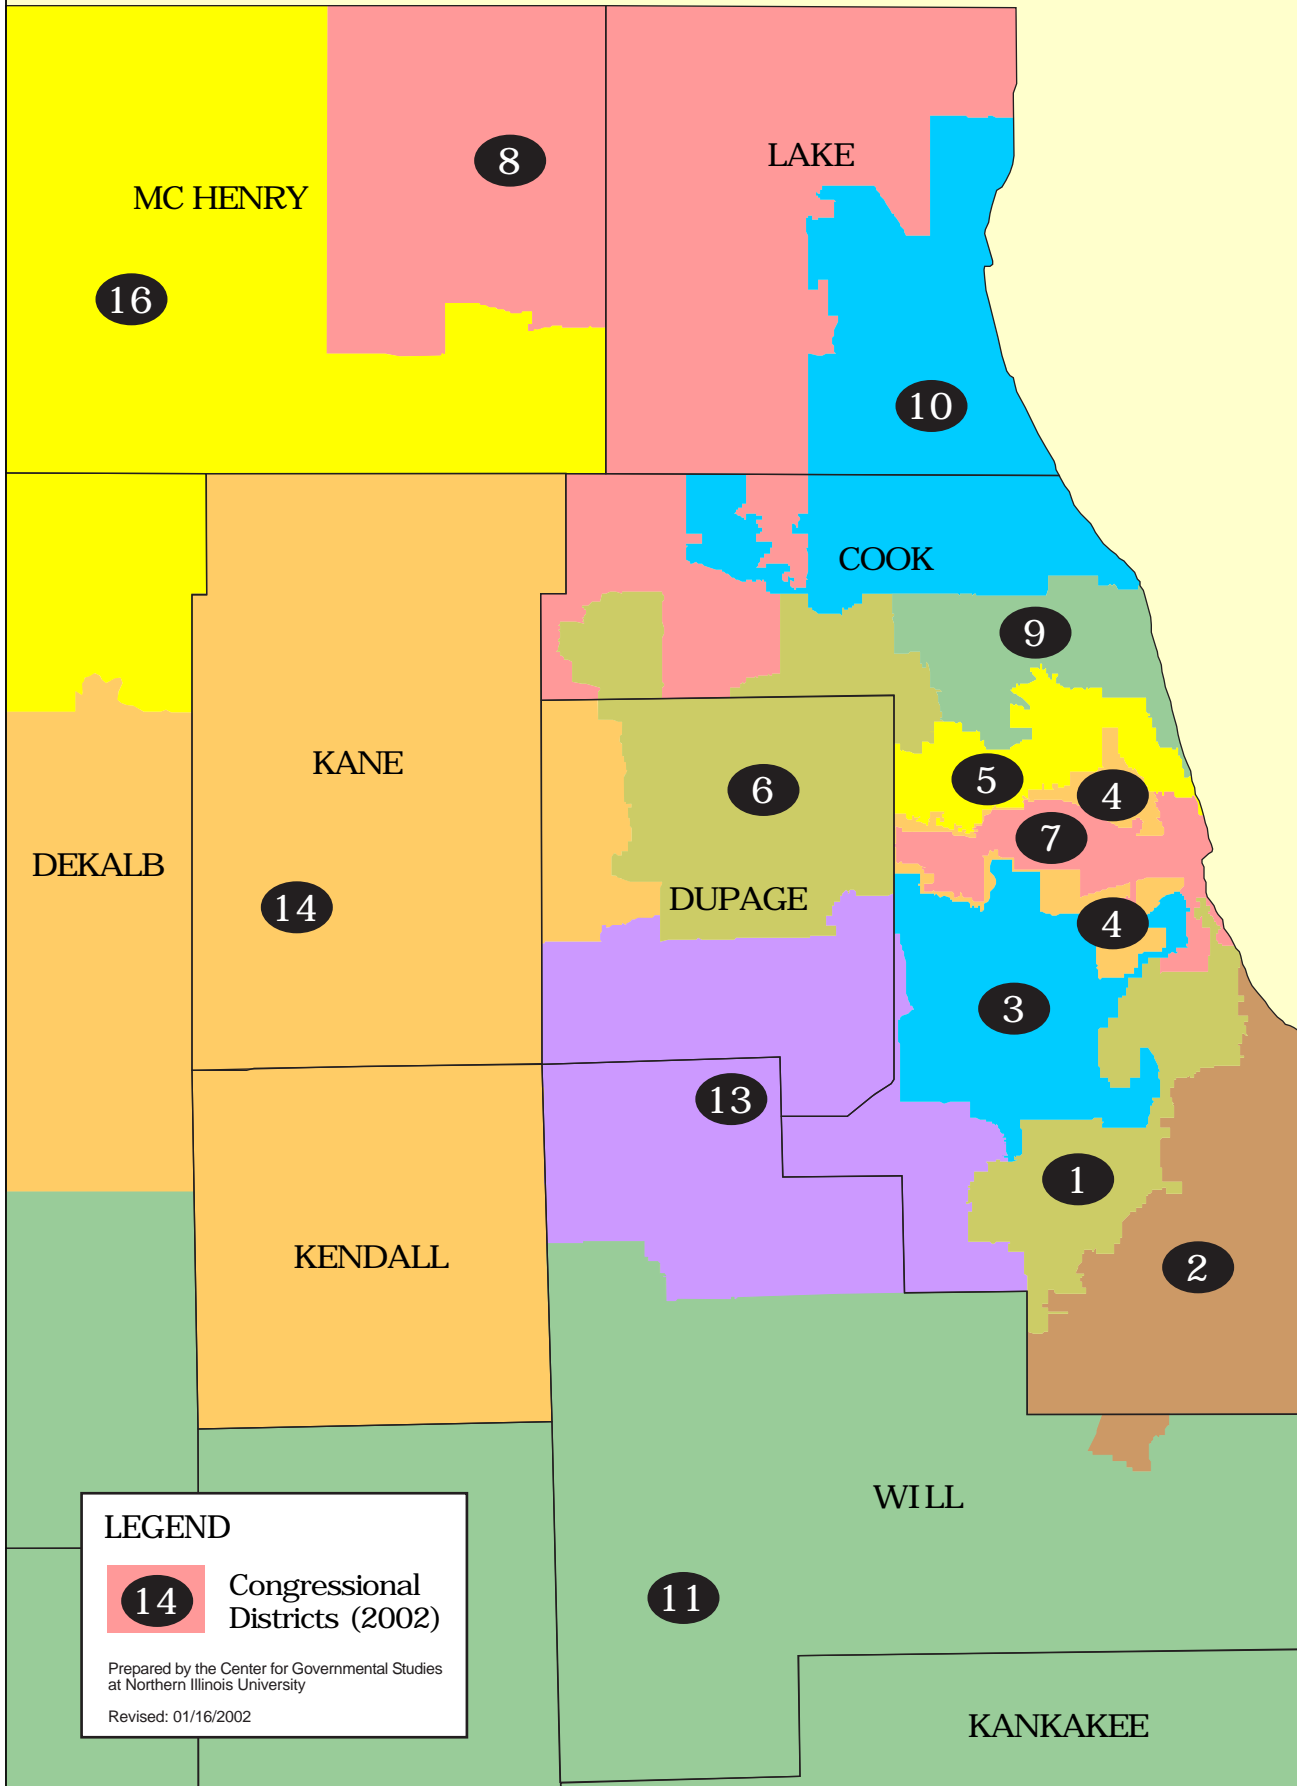 8
LAKE
MC HENRY
16
10
COOK
9
KANE
6
5
4
7
DEKALB
14
DUPAGE
4
3
13
1
KENDALL
2
WILL
LEGEND
14
Congressional
Districts (2002)
11
Prepared by the Center for Governmental Studies
at Northern Illinois University
Revised: 01/16/2002
KANKAKEE